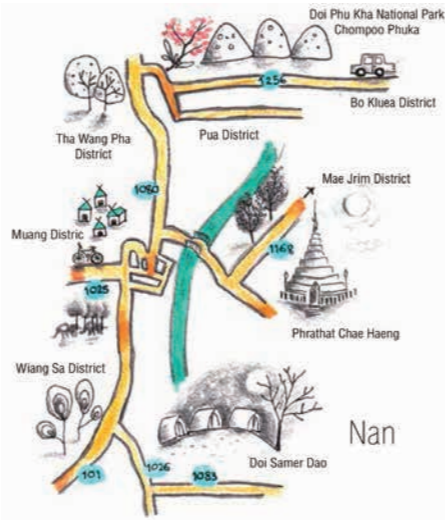 Doi Phu Kha National Park
Chompoo Phuka
1256
Bo Kluea District
Tha Wang Pha
District
Pua District
1080
Mae Jrim District
Muang Distric
1168
1025
Phrathat Chae Haeng
Wiang Sa District
Nan
Doi Samer Dao
101
1026
1083